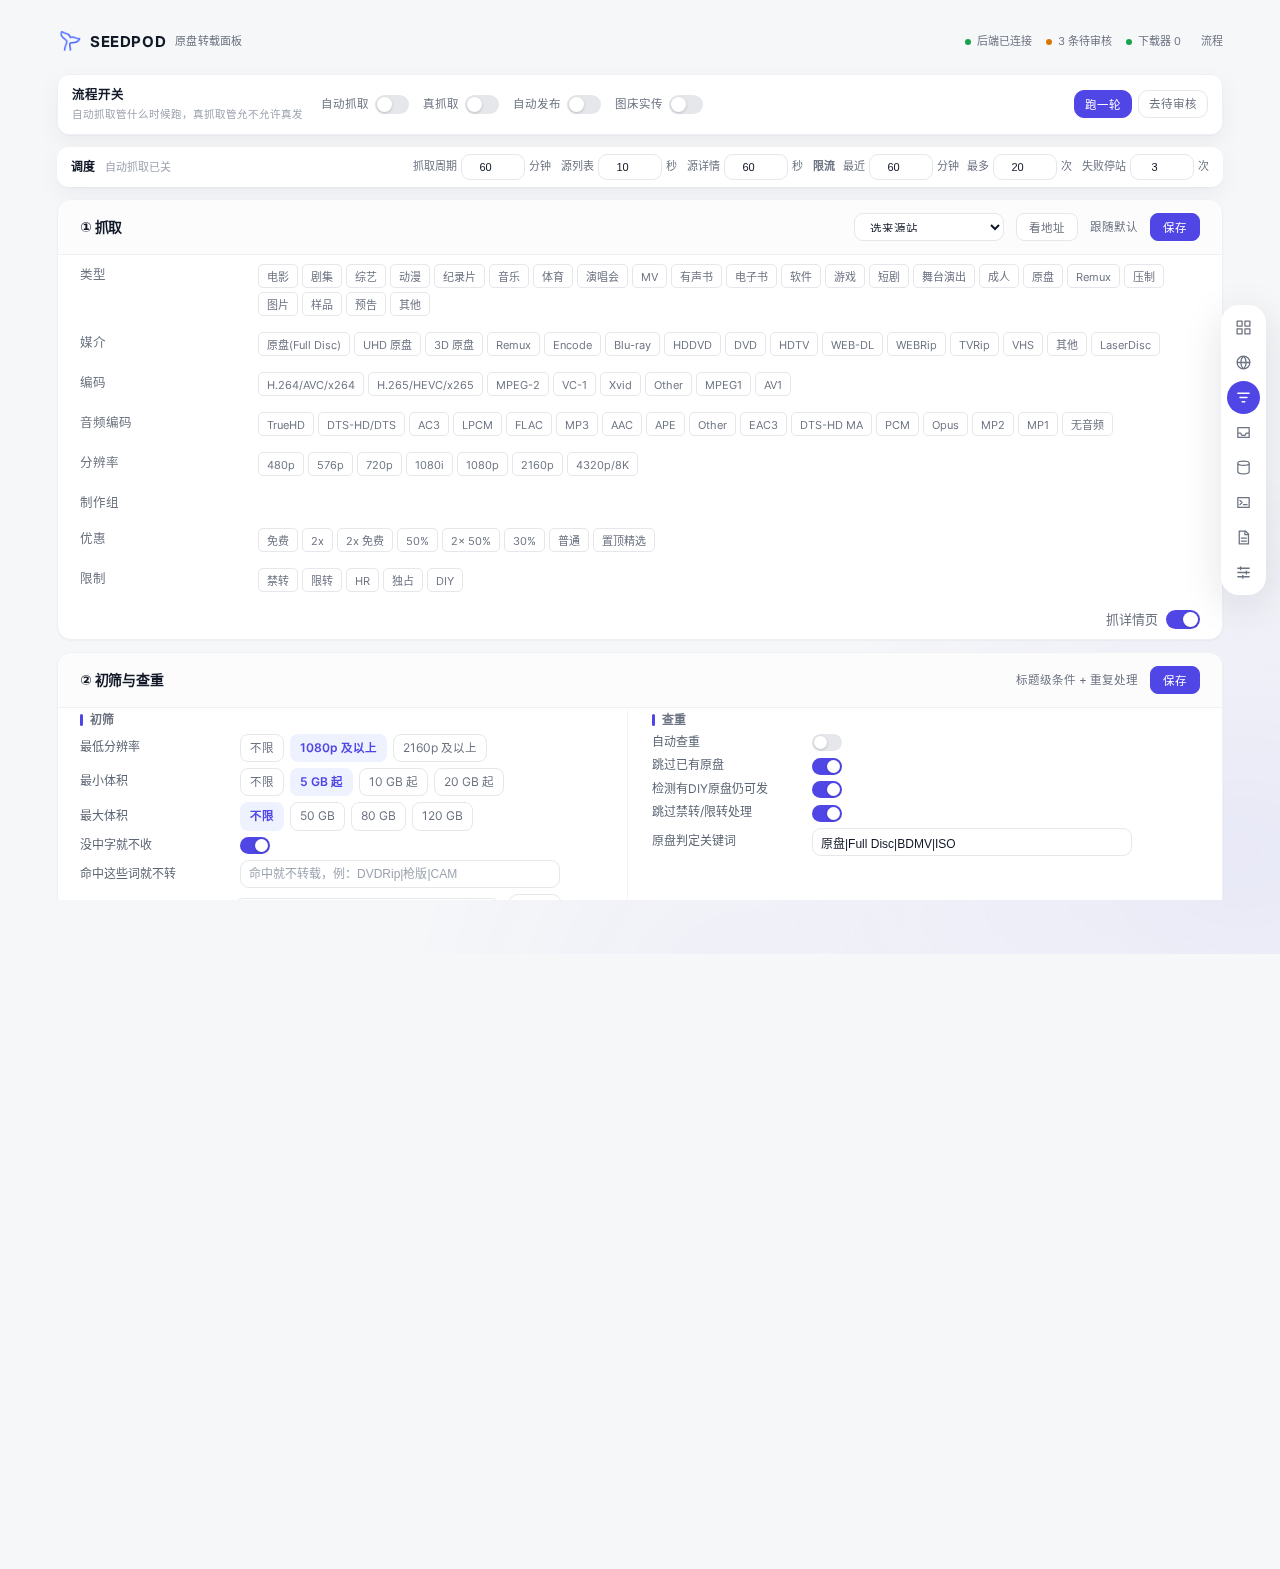 SEEDPOD 原盘转载面板 后端已连接 3 条待审核 下载器 0 流程
流程开关
自动抓取管什么时候跑，真抓取管允不允许真发
自动抓取 真抓取 自动发布 图床实传 跑一轮 去待审核
调度 自动抓取已关 抓取周期 60 分钟 源列表 10 秒 源详情 60 秒 限流 最近 60 分钟 最多 20 次 失败停站 3 次
① 抓取 选来源站 看地址 跟随默认 保存
类型 电影 剧集 综艺 动漫 纪录片 音乐 体育 演唱会 MV 有声书 电子书 软件 游戏 短剧 舞台演出 成人 原盘 Remux 压制
图片 样品 预告 其他
媒介 原盘(Full Disc) UHD 原盘 3D 原盘 Remux Encode Blu-ray HDDVD DVD HDTV WEB-DL WEBRip TVRip VHS 其他 LaserDisc
编码 H.264/AVC/x264 H.265/HEVC/x265 MPEG-2 VC-1 Xvid Other MPEG1 AV1
音频编码 TrueHD DTS-HD/DTS AC3 LPCM FLAC MP3 AAC APE Other EAC3 DTS-HD MA PCM Opus MP2 MP1 无音频
分辨率 480p 576p 720p 1080i 1080p 2160p 4320p/8K
制作组
优惠 免费 2x 2x 免费 50% 2× 50% 30% 普通 置顶精选
限制 禁转 限转 HR 独占 DIY
抓详情页
② 初筛与查重 标题级条件 + 重复处理 保存
初筛
最低分辨率 不限 1080p 及以上 2160p 及以上
最小体积 不限 5 GB 起 10 GB 起 20 GB 起
最大体积 不限 50 GB 80 GB 120 GB
没中字就不收
命中这些词就不转 命中就不转载，例：DVDRip|枪版|CAM
查重
自动查重
跳过已有原盘
检测有DIY原盘仍可发
跳过禁转/限转处理
原盘判定关键词 原盘|Full Disc|BDMV|ISO